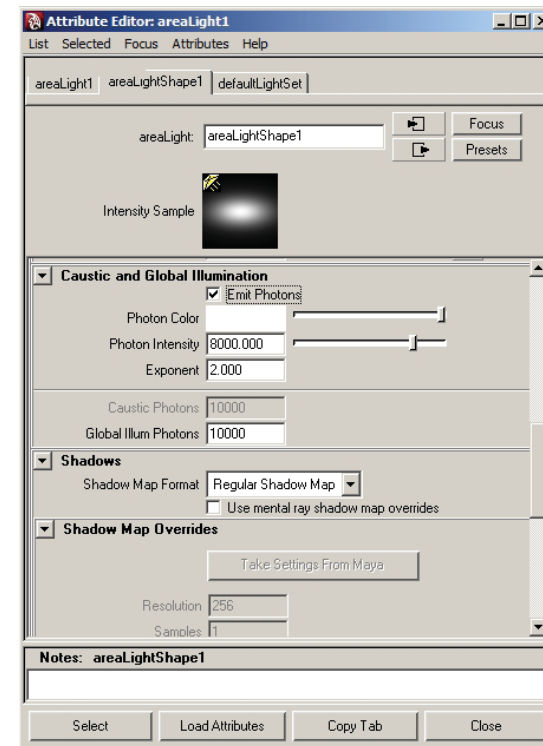 Attribute Editor: areaLight1
List Selected Focus Attributes Help
areaLight1 areaLightShape1 defaultLightSet
areaLight: areaLightShape1 Focus
Presets
Intensity Sample
Caustic and Global Illumination
Emit Photons
Photon Color
Photon Intensity 8000.000
Exponent 2.000
Caustic Photons 10000
Global Illum Photons 10000
Shadows
Shadow Map Format Regular Shadow Map
Use mental ray shadow map overrides
Shadow Map Overrides
Take Settings From Maya
Resolution 256
Samples 1
Notes: areaLightShape1
Select Load Attributes Copy Tab Close